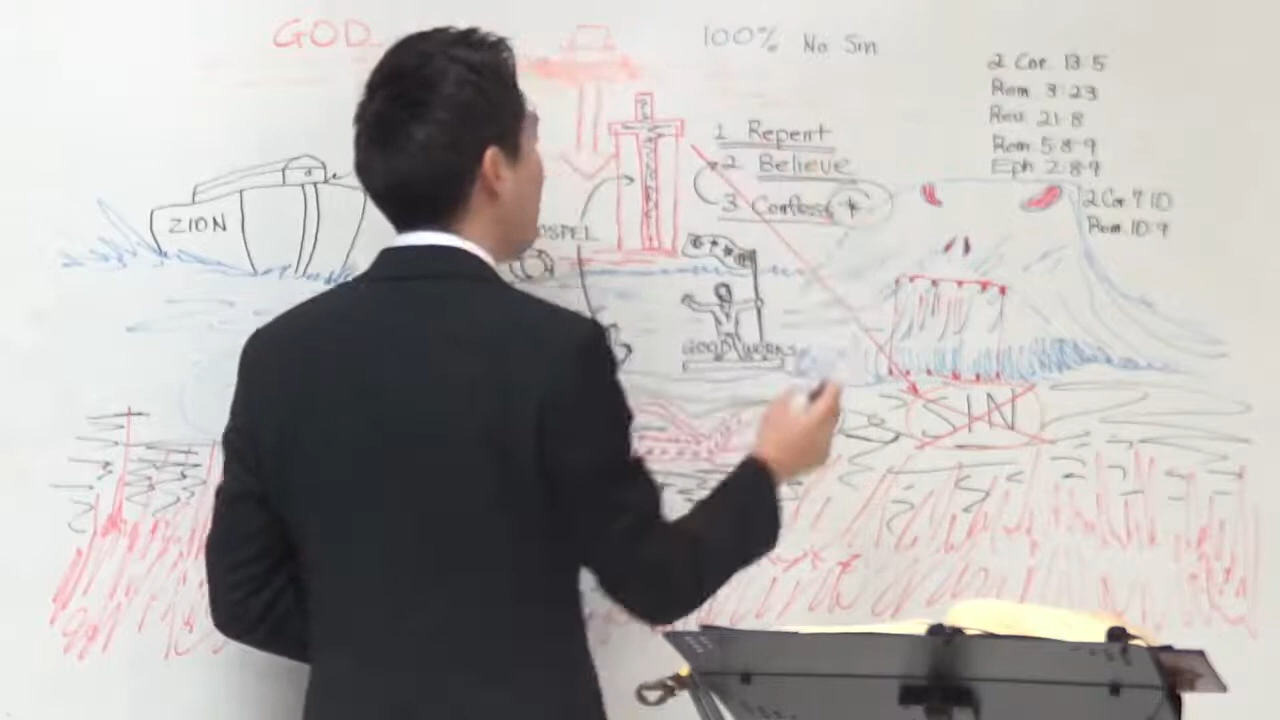 GOD
100% No Sin
2 Cor 13:5
Rom 3:23
Rev 21:8
Rom 5:8-9
Eph 2:8-9
2 Cor 7:10
Rom 10:9
1 Repent
2 Believe
3 Confess
ZION
OSPEL
GOOD WORKS
SIN